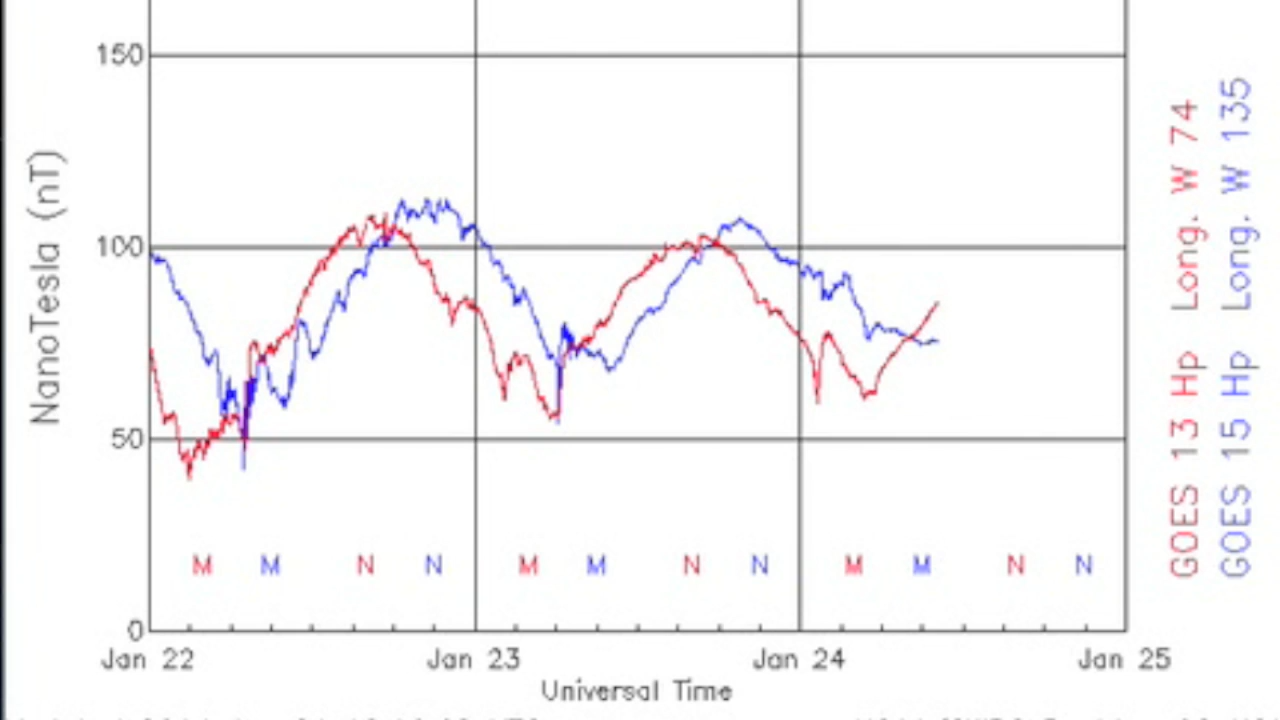 150
100
50
0
NanoTesla (nT)
M M N N M M N N M M N N
Jan 22 Jan 23 Jan 24 Jan 25
Universal Time
GOES 13 Hp Long. W 74
GOES 15 Hp Long. W 135